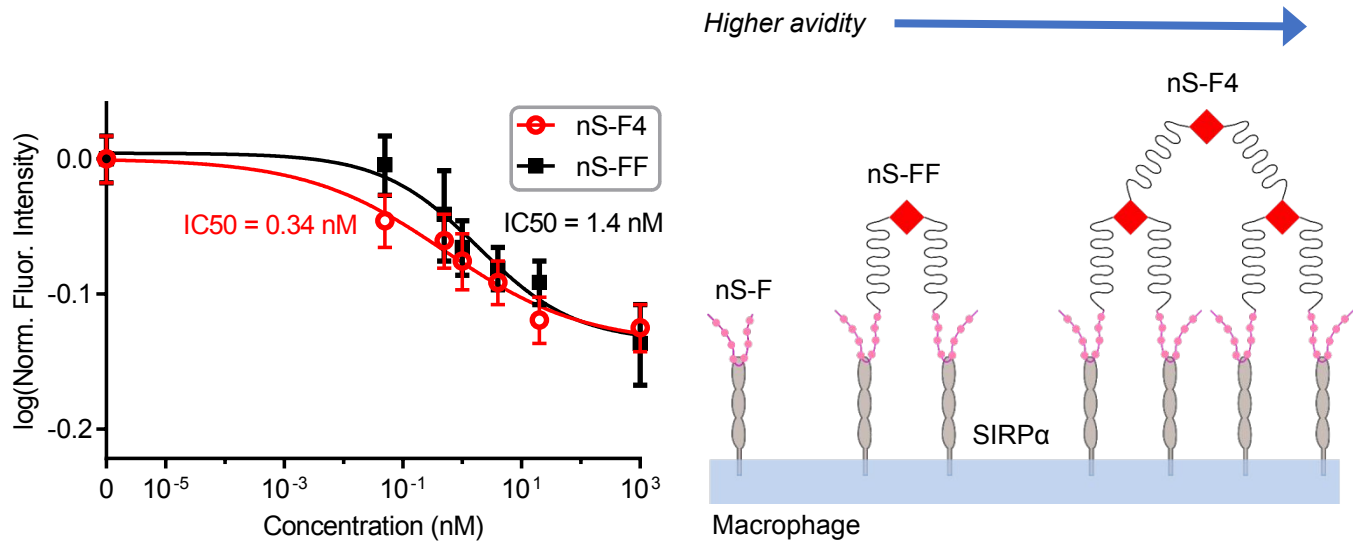 Higher avidity
nS-F4
nS-FF
nS-F
SIRPα
Macrophage
log(Norm. Fluor. Intensity)
0.0
-0.1
-0.2
nS-F4
nS-FF
IC50 = 0.34 nM
IC50 = 1.4 nM
0
10-5
10-3
10-1
101
103
Concentration (nM)